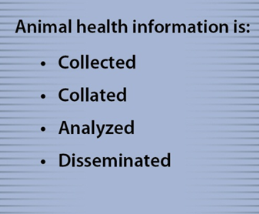 Animal health information is:
• Collected
• Collated
• Analyzed
• Disseminated